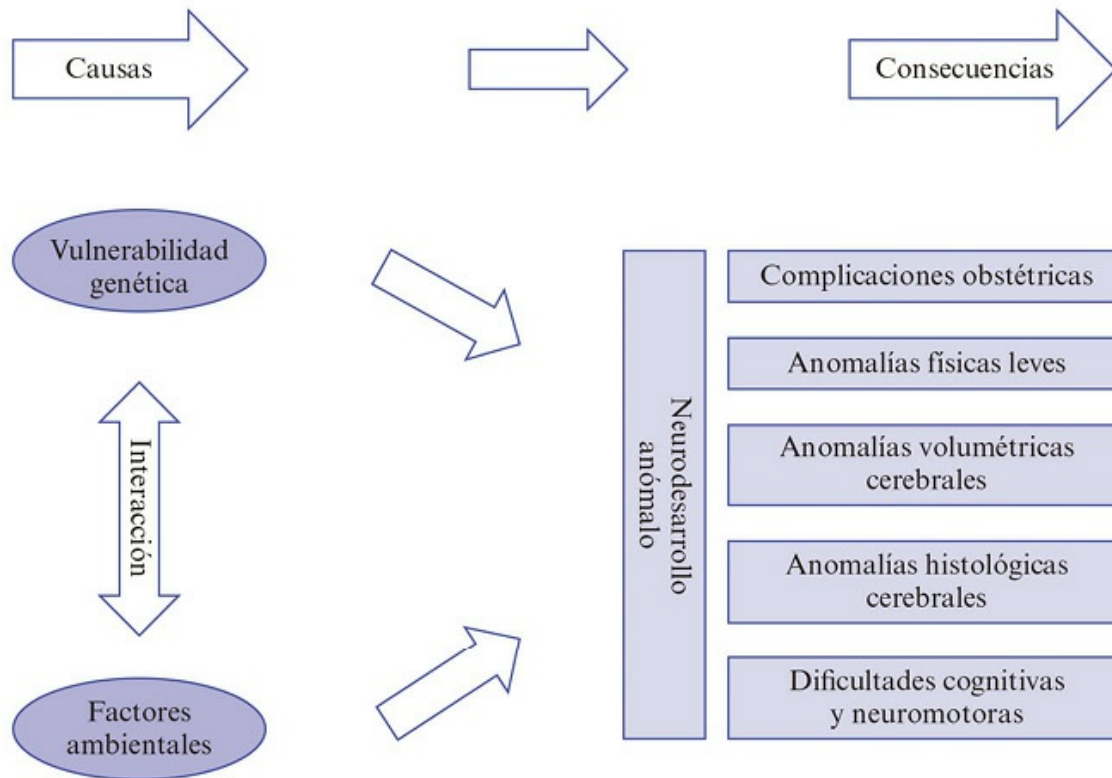 Causas
Consecuencias
Vulnerabilidad
genética
Interacción
Factores
ambientales
Neurodesarrollo
anómalo
Complicaciones obstétricas
Anomalías físicas leves
Anomalías volumétricas
cerebrales
Anomalías histológicas
cerebrales
Dificultades cognitivas
y neuromotoras